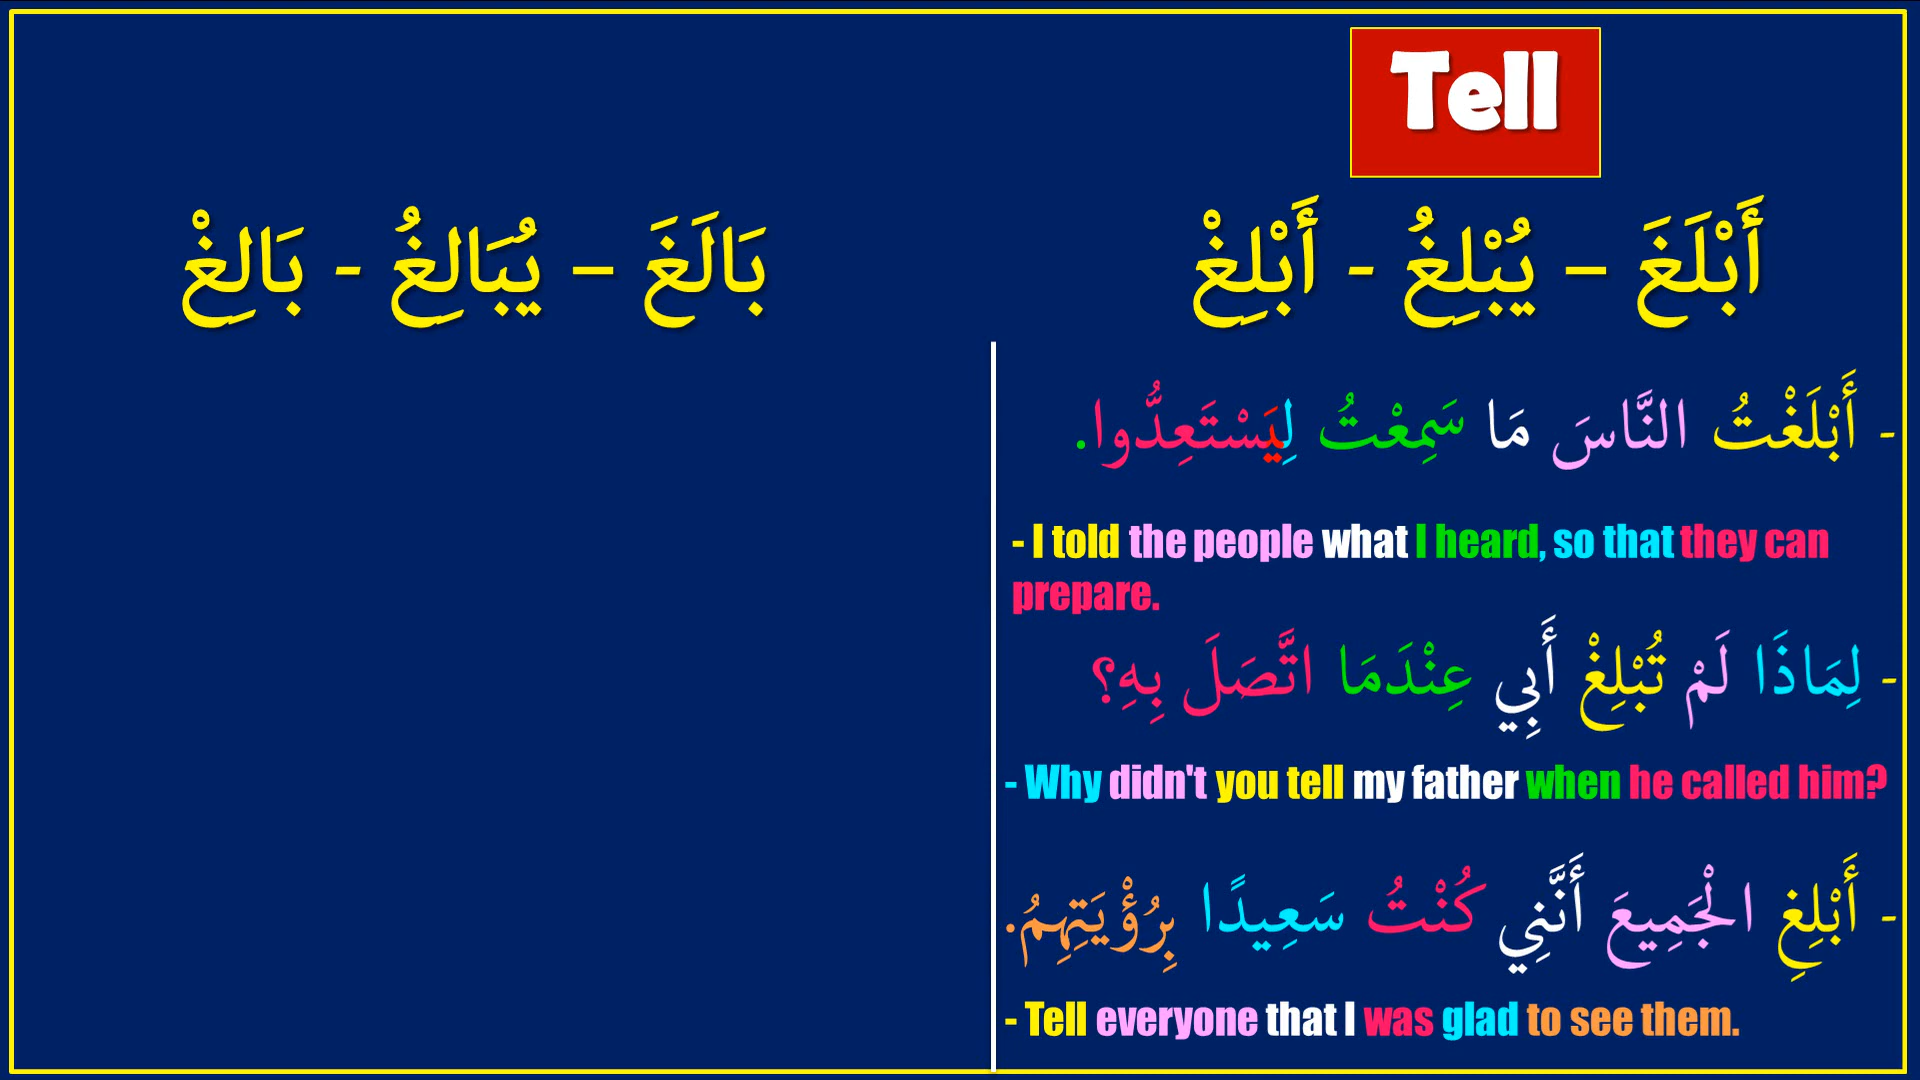 Tell
أَبْلَغَ – يُبْلِغُ - أَبْلِغْ
بَالَغَ – يُبَالِغُ - بَالِغْ
- أَبْلَغْتُ النَّاسَ مَا سَمِعْتُ لِيَسْتَعِدُّوا.
- I told the people what I heard, so that they can
prepare.
- لِمَاذَا لَمْ تُبْلِغْ أَبِي عِنْدَمَا اتَّصَلَ بِهِ؟
- Why didn't you tell my father when he called him?
- أَبْلِغِ الْجَمِيعَ أَنَّنِي كُنْتُ سَعِيدًا بِرُؤْيَتِهِمُ.
- Tell everyone that I was glad to see them.